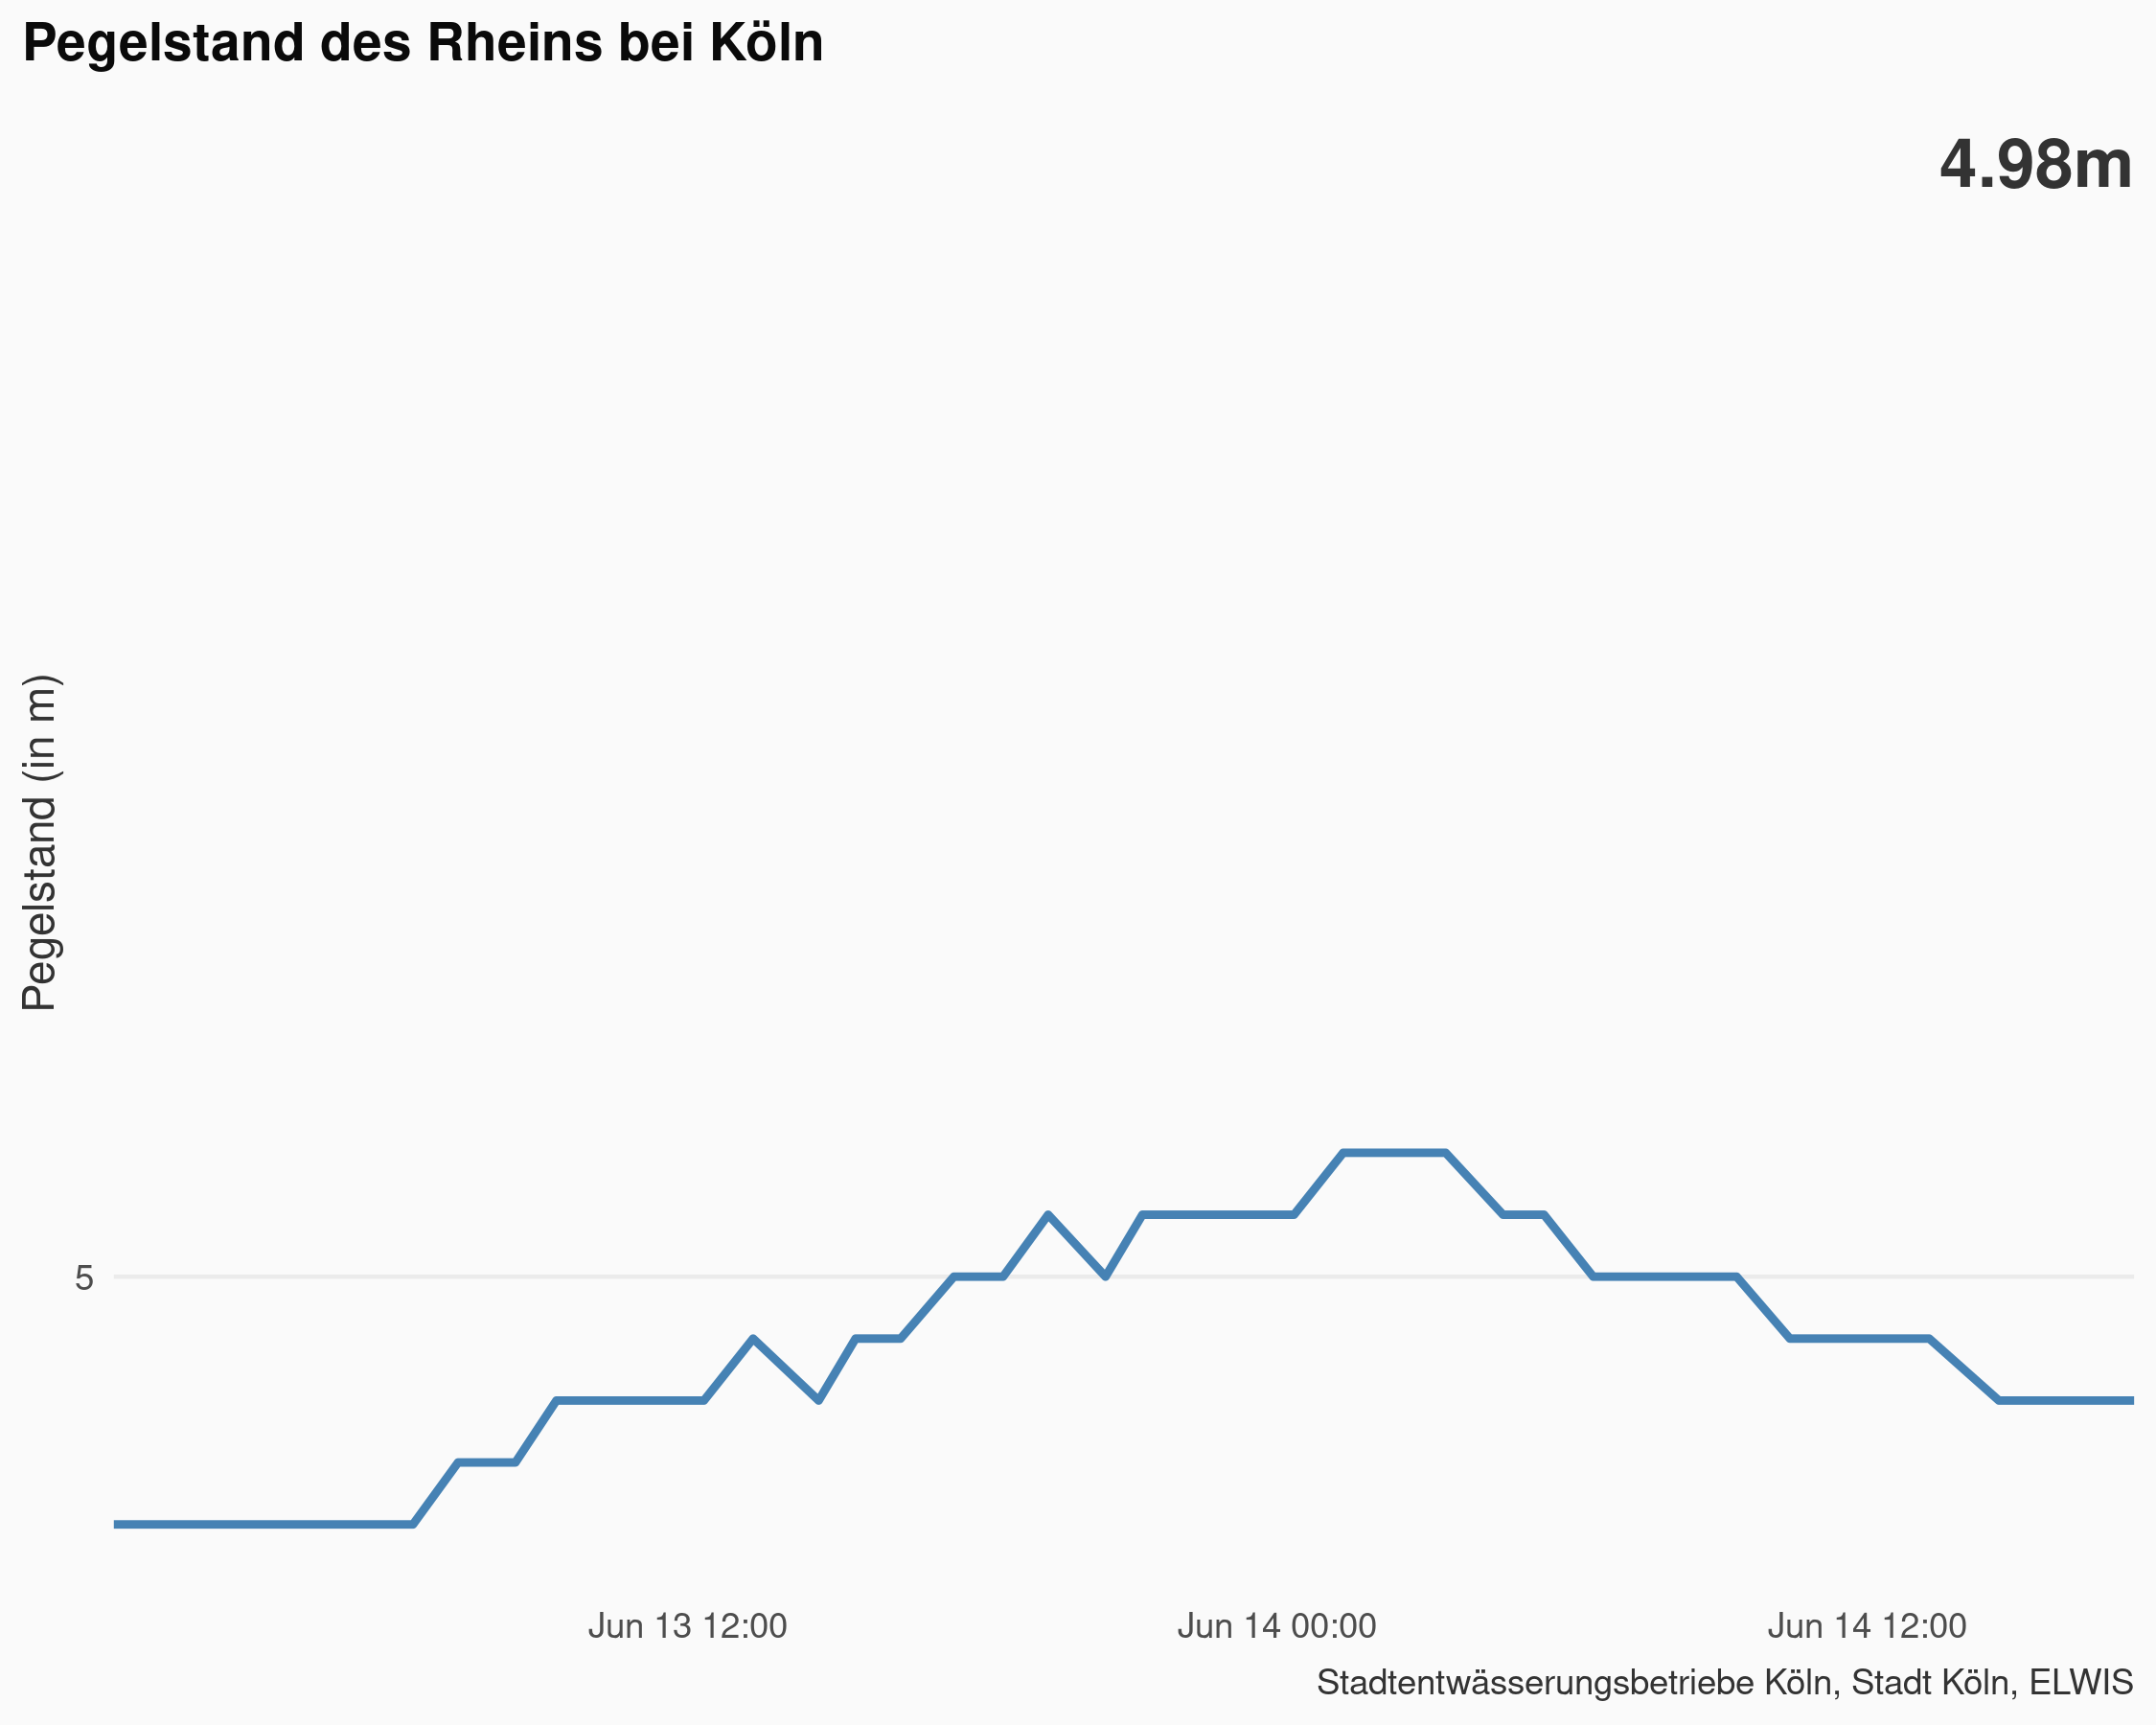 Pegelstand des Rheins bei Köln
4.98m
Pegelstand (in m)
5
Jun 13 12:00
Jun 14 00:00
Jun 14 12:00
Stadtentwässerungsbetriebe Köln, Stadt Köln, ELWIS